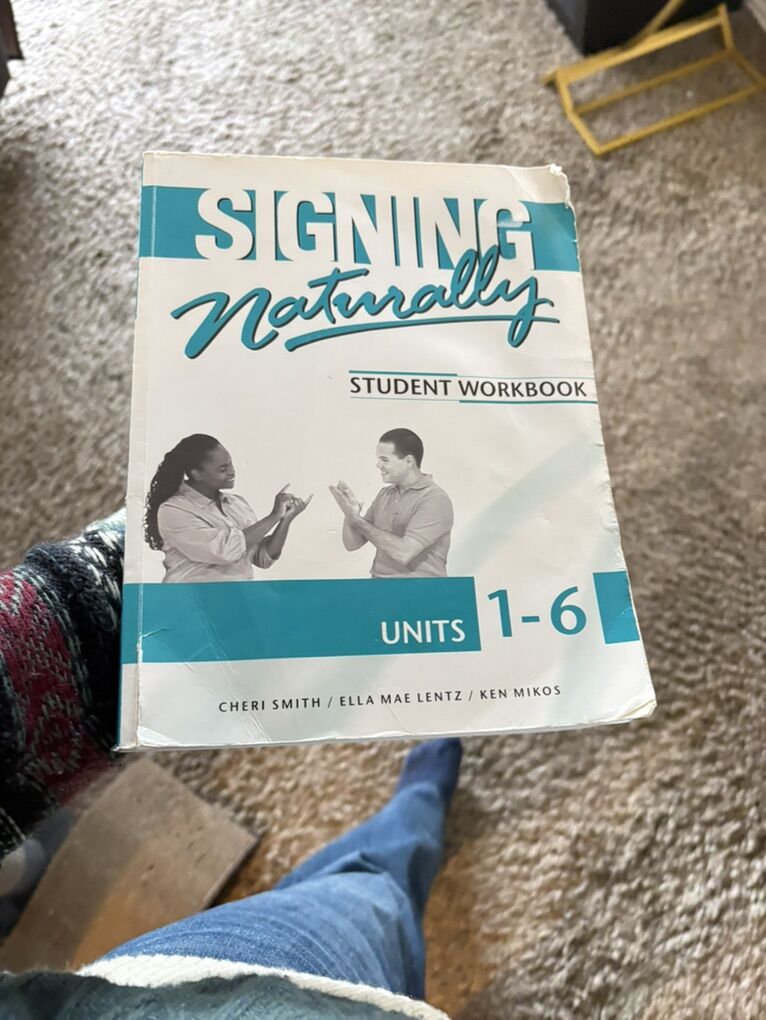 SIGNING
Naturally
STUDENT WORKBOOK
UNITS 1-6
CHERI SMITH / ELLA MAE LENTZ / KEN MIKOS